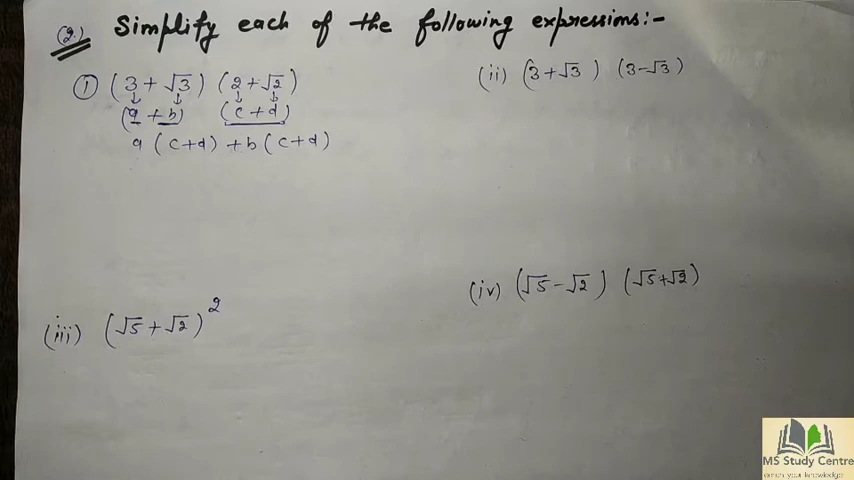 (2.) Simplify each of the following expressions:-
(i) (3 + √3) (2 + √2)
(a + b) (c + d)
a (c+d) + b (c+d)
(ii) (3+√3) (3-√3)
(iii) (√5 + √2)²
(iv) (√5 - √2) (√5+√2)
MS Study Centre